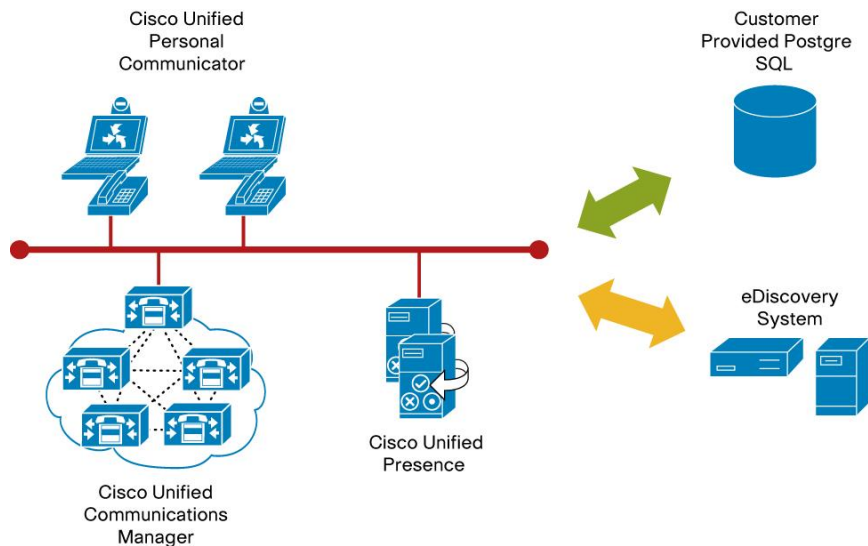 Cisco Unified
Personal
Communicator
Customer
Provided Postgre
SQL
eDiscovery
System
Cisco Unified
Presence
Cisco Unified
Communications
Manager